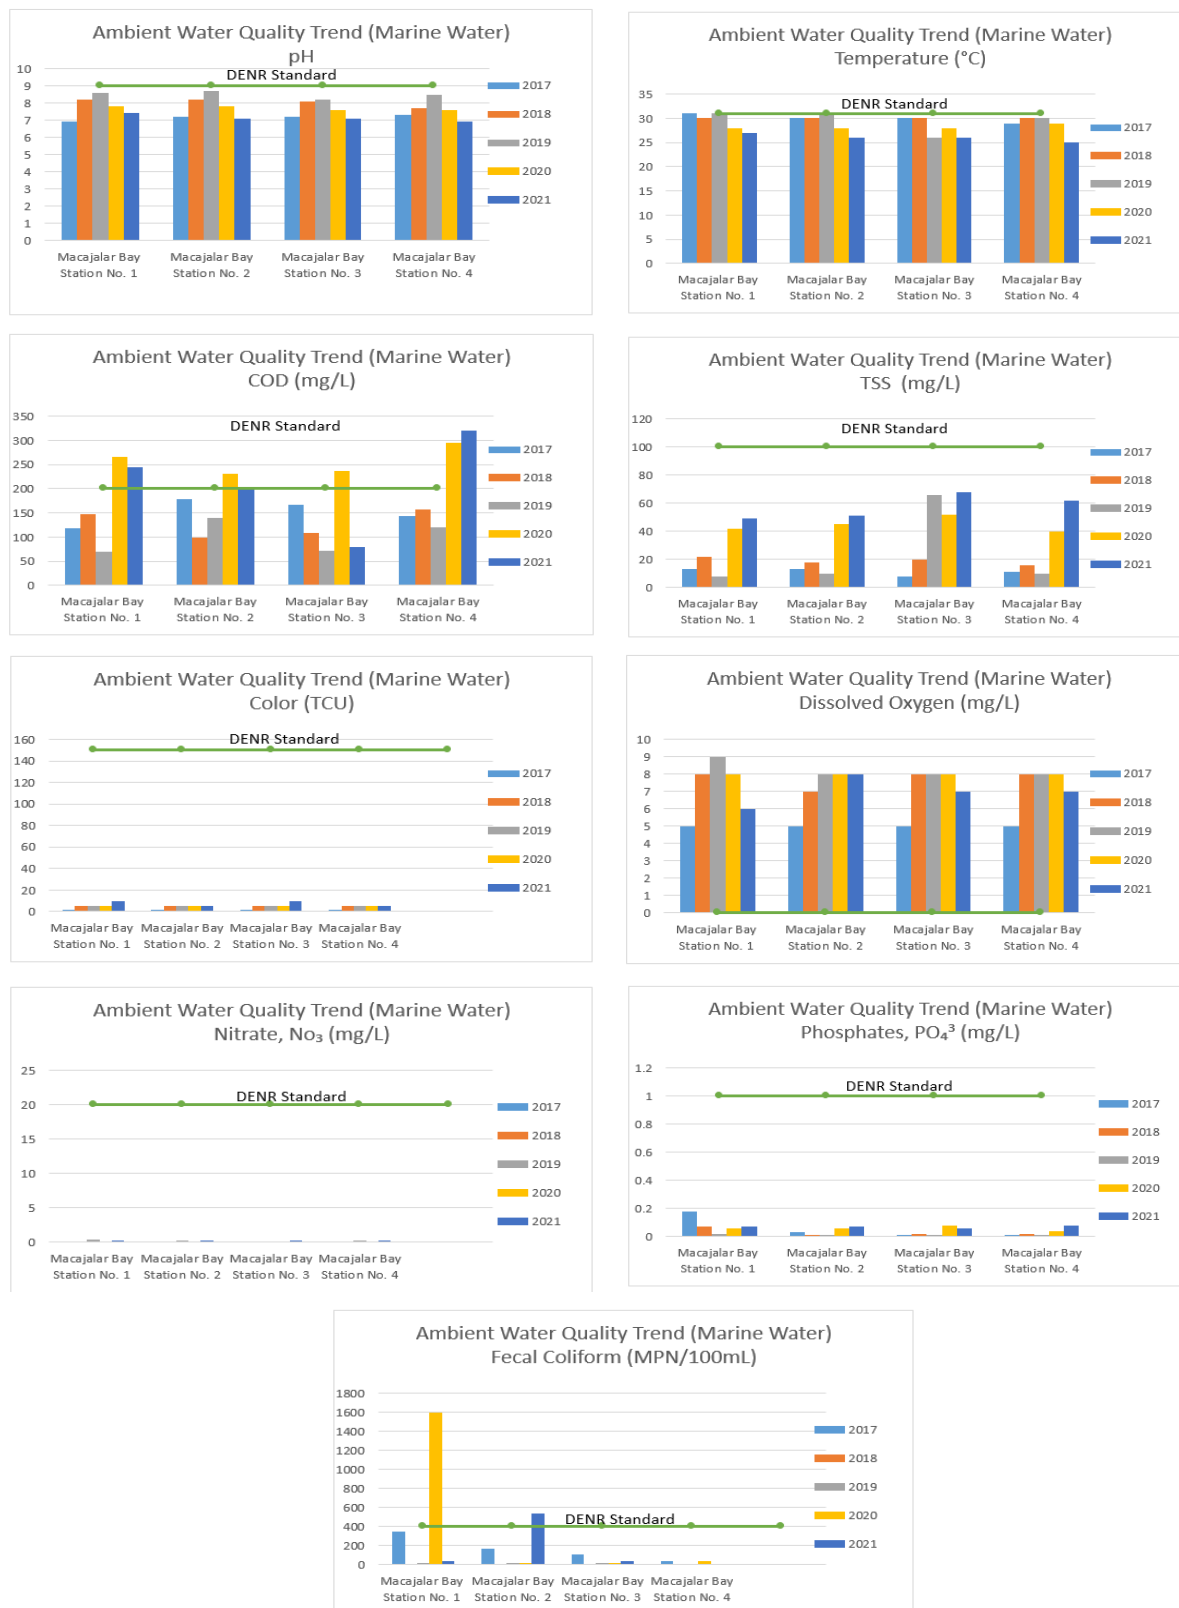 Ambient Water Quality Trend (Marine Water)
pH
DENR Standard
10
9
8
7
6
5
4
3
2
1
0
Macajalar Bay Station No. 1
Macajalar Bay Station No. 2
Macajalar Bay Station No. 3
Macajalar Bay Station No. 4
2017
2018
2019
2020
2021
Ambient Water Quality Trend (Marine Water)
Temperature (°C)
DENR Standard
35
30
25
20
15
10
5
0
Macajalar Bay Station No. 1
Macajalar Bay Station No. 2
Macajalar Bay Station No. 3
Macajalar Bay Station No. 4
2017
2018
2019
2020
2021
Ambient Water Quality Trend (Marine Water)
COD (mg/L)
DENR Standard
350
300
250
200
150
100
50
0
Macajalar Bay Station No. 1
Macajalar Bay Station No. 2
Macajalar Bay Station No. 3
Macajalar Bay Station No. 4
2017
2018
2019
2020
2021
Ambient Water Quality Trend (Marine Water)
TSS (mg/L)
DENR Standard
120
100
80
60
40
20
0
Macajalar Bay Station No. 1
Macajalar Bay Station No. 2
Macajalar Bay Station No. 3
Macajalar Bay Station No. 4
2017
2018
2019
2020
2021
Ambient Water Quality Trend (Marine Water)
Color (TCU)
DENR Standard
160
140
120
100
80
60
40
20
0
Macajalar Bay Station No. 1
Macajalar Bay Station No. 2
Macajalar Bay Station No. 3
Macajalar Bay Station No. 4
2017
2018
2019
2020
2021
Ambient Water Quality Trend (Marine Water)
Dissolved Oxygen (mg/L)
10
9
8
7
6
5
4
3
2
1
0
Macajalar Bay Station No. 1
Macajalar Bay Station No. 2
Macajalar Bay Station No. 3
Macajalar Bay Station No. 4
2017
2018
2019
2020
2021
Ambient Water Quality Trend (Marine Water)
Nitrate, No₃ (mg/L)
DENR Standard
25
20
15
10
5
0
Macajalar Bay Station No. 1
Macajalar Bay Station No. 2
Macajalar Bay Station No. 3
Macajalar Bay Station No. 4
2017
2018
2019
2020
2021
Ambient Water Quality Trend (Marine Water)
Phosphates, PO₄³ (mg/L)
DENR Standard
1.2
1
0.8
0.6
0.4
0.2
0
Macajalar Bay Station No. 1
Macajalar Bay Station No. 2
Macajalar Bay Station No. 3
Macajalar Bay Station No. 4
2017
2018
2019
2020
2021
Ambient Water Quality Trend (Marine Water)
Fecal Coliform (MPN/100mL)
DENR Standard
1800
1600
1400
1200
1000
800
600
400
200
0
Macajalar Bay Station No. 1
Macajalar Bay Station No. 2
Macajalar Bay Station No. 3
Macajalar Bay Station No. 4
2017
2018
2019
2020
2021